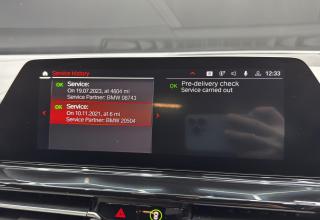 Service History
12:33
OK Service:
On 19.07.2023, at 4604 mi
Service Partner: BMW 08743
OK Service:
On 10.11.2021, at 6 mi
Service Partner: BMW 20504
OK Pre-delivery check
Service carried out